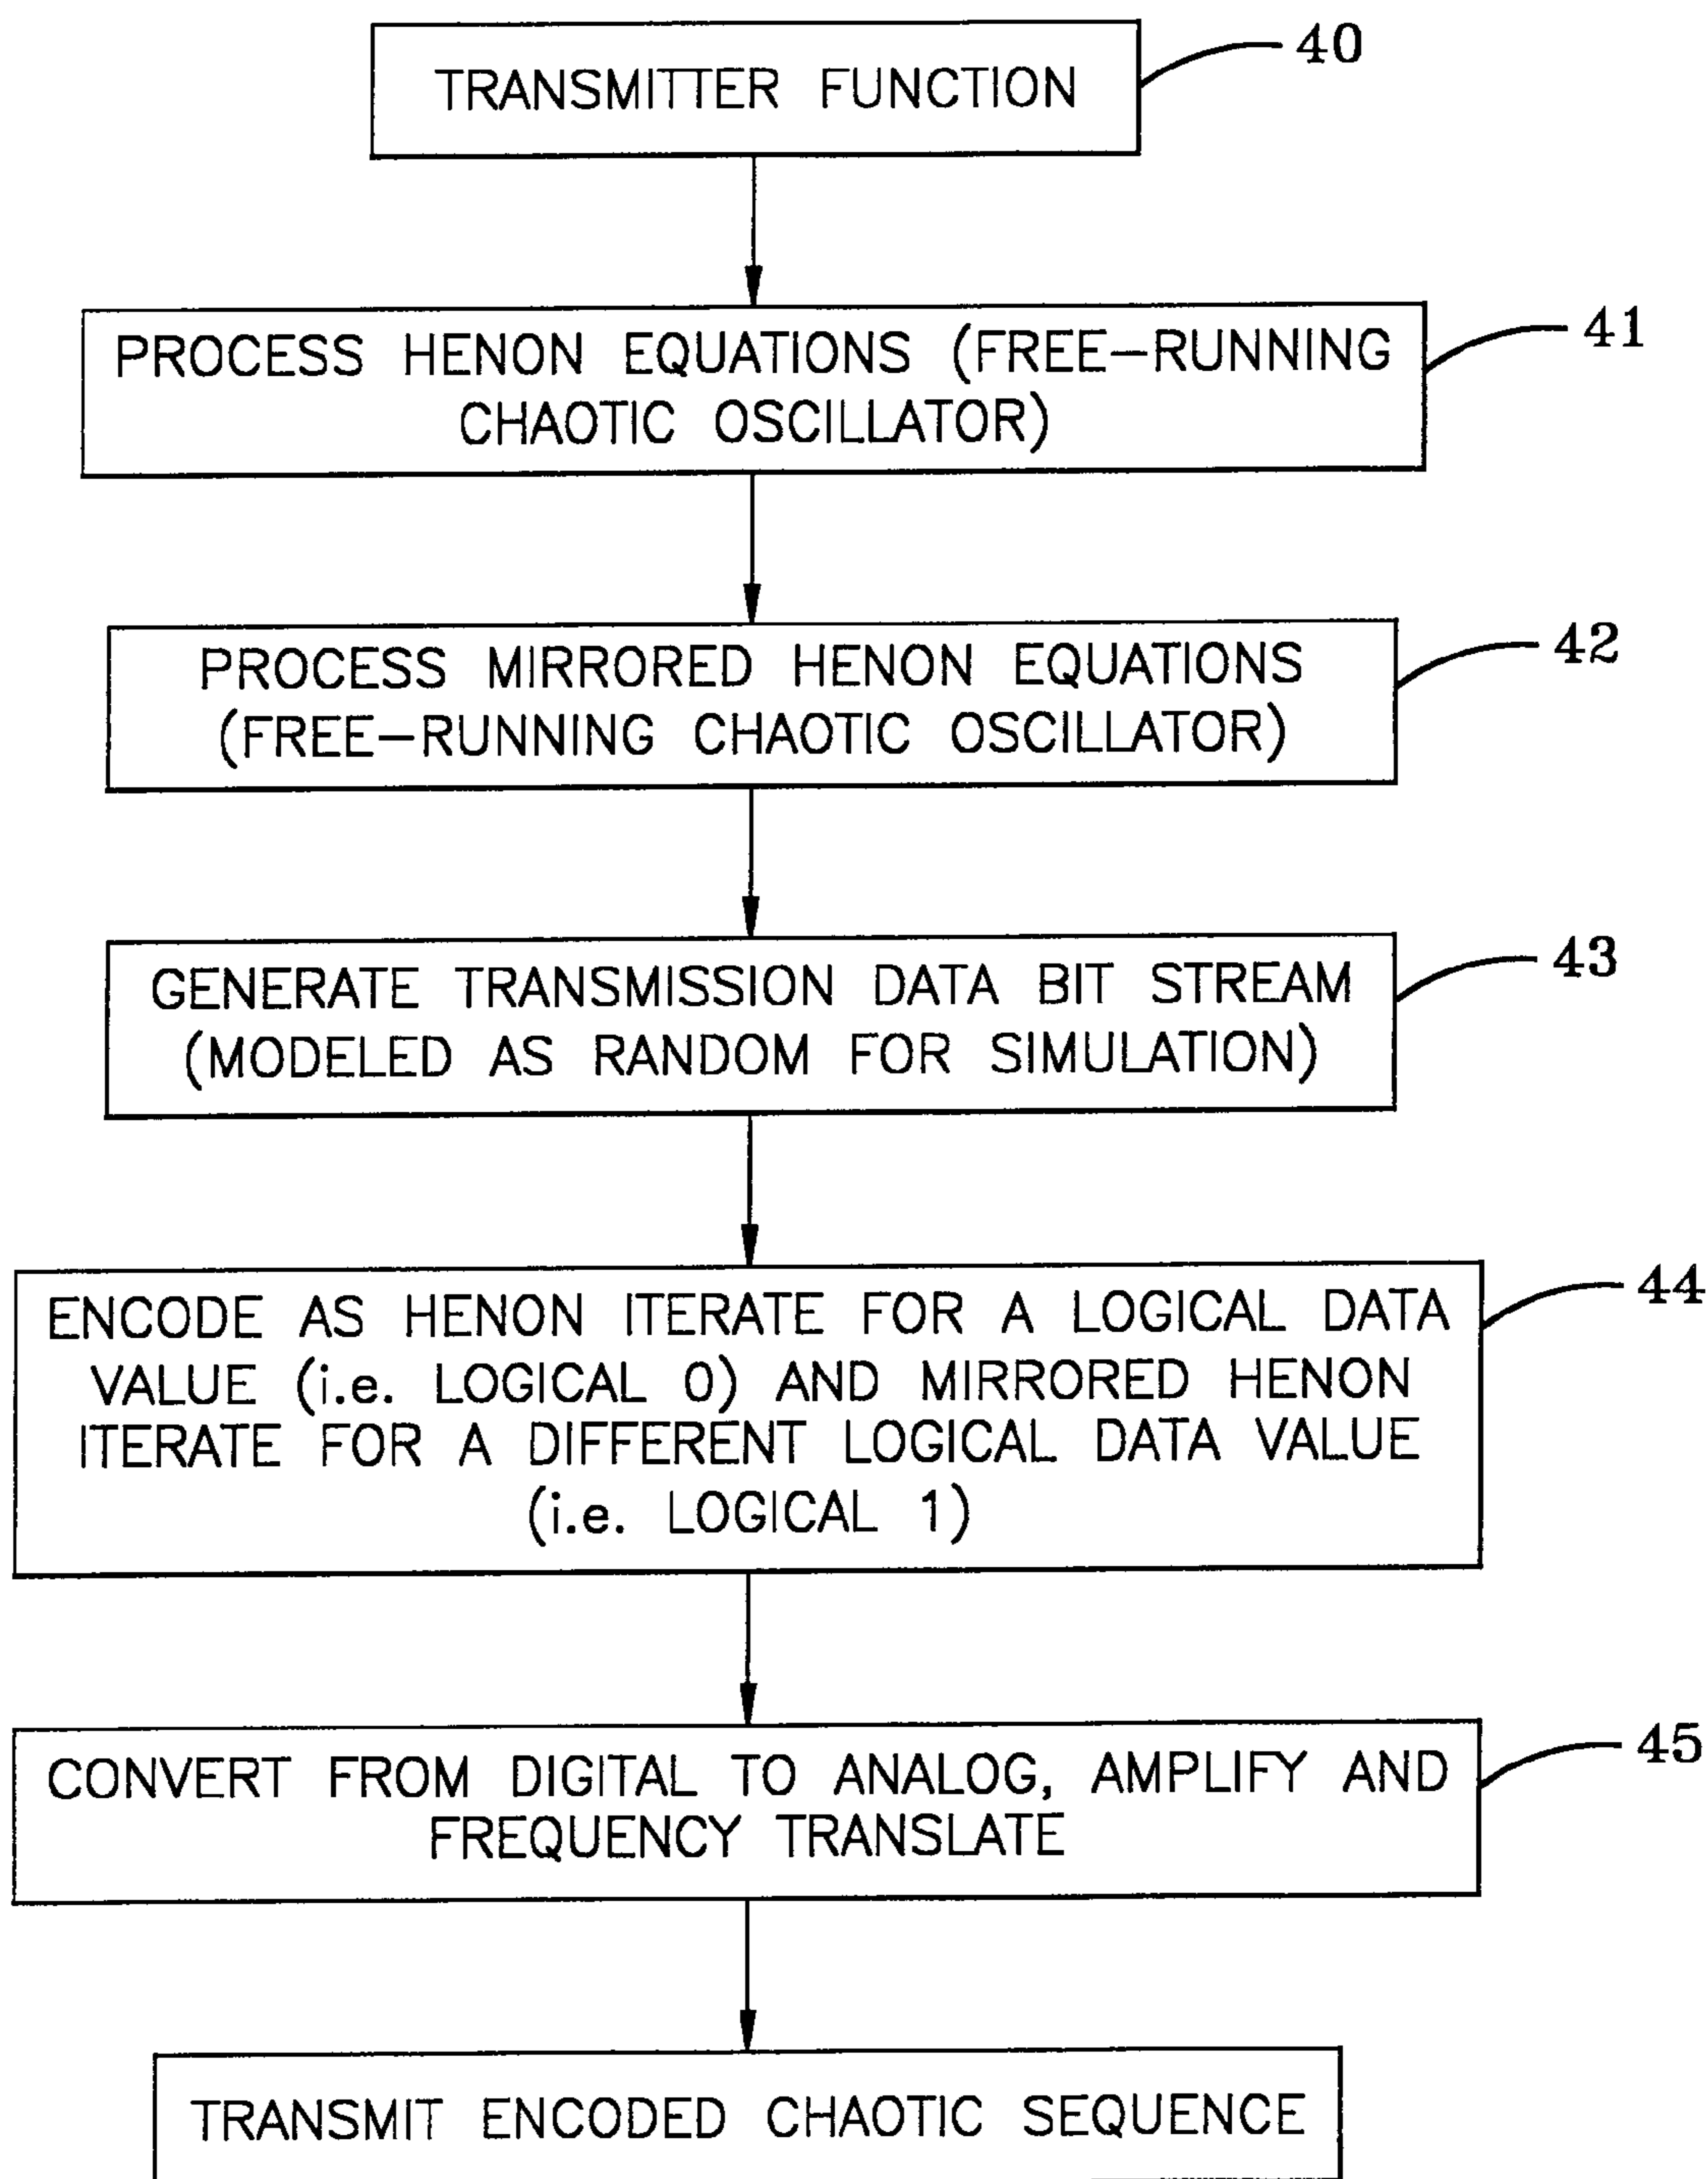 TRANSMITTER FUNCTION
40
PROCESS HENON EQUATIONS (FREE-RUNNING
CHAOTIC OSCILLATOR)
41
PROCESS MIRRORED HENON EQUATIONS
(FREE-RUNNING CHAOTIC OSCILLATOR)
42
GENERATE TRANSMISSION DATA BIT STREAM
(MODELED AS RANDOM FOR SIMULATION)
43
ENCODE AS HENON ITERATE FOR A LOGICAL DATA
VALUE (i.e. LOGICAL 0) AND MIRRORED HENON
ITERATE FOR A DIFFERENT LOGICAL DATA VALUE
(i.e. LOGICAL 1)
44
CONVERT FROM DIGITAL TO ANALOG, AMPLIFY AND
FREQUENCY TRANSLATE
45
TRANSMIT ENCODED CHAOTIC SEQUENCE